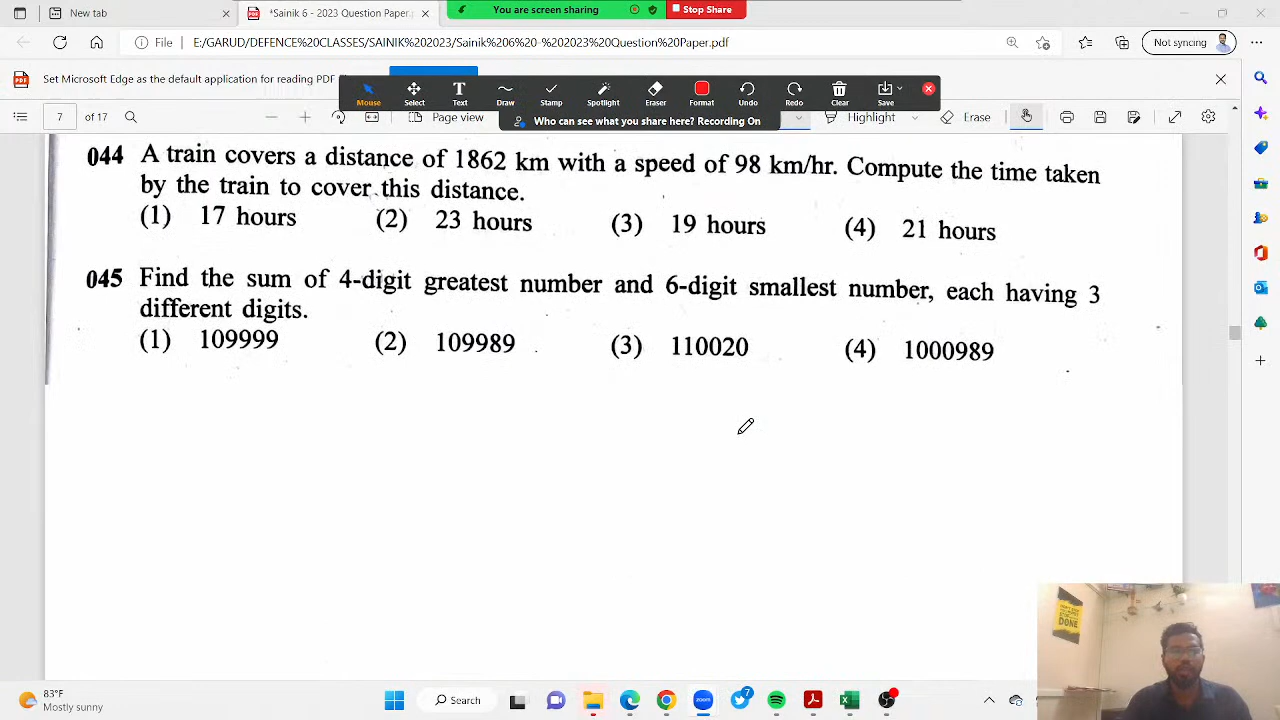 New tab
*Sainik 6 - 2023 Question Paper.
You are screen sharing
Stop Share
File
E:/GARUD/DEFENCE%20CLASSES/SAINIK%202023/Sainik%206%20-%202023%20Question%20Paper.pdf
Not syncing
Set Microsoft Edge as the default application for reading PDF
Mouse Select Text Draw Stamp Spotlight Eraser Format Undo Redo Clear Save
7
Page view
Who can see what you share here? Recording On
Highlight
Erase
044 A train covers a distance of 1862 km with a speed of 98 km/hr. Compute the time taken
by the train to cover this distance.
(1) 17 hours (2) 23 hours (3) 19 hours (4) 21 hours
045 Find the sum of 4-digit greatest number and 6-digit smallest number, each having 3
different digits.
(1) 109999 (2) 109989 (3) 110020 (4) 1000989
DONE
83°F
Search
7